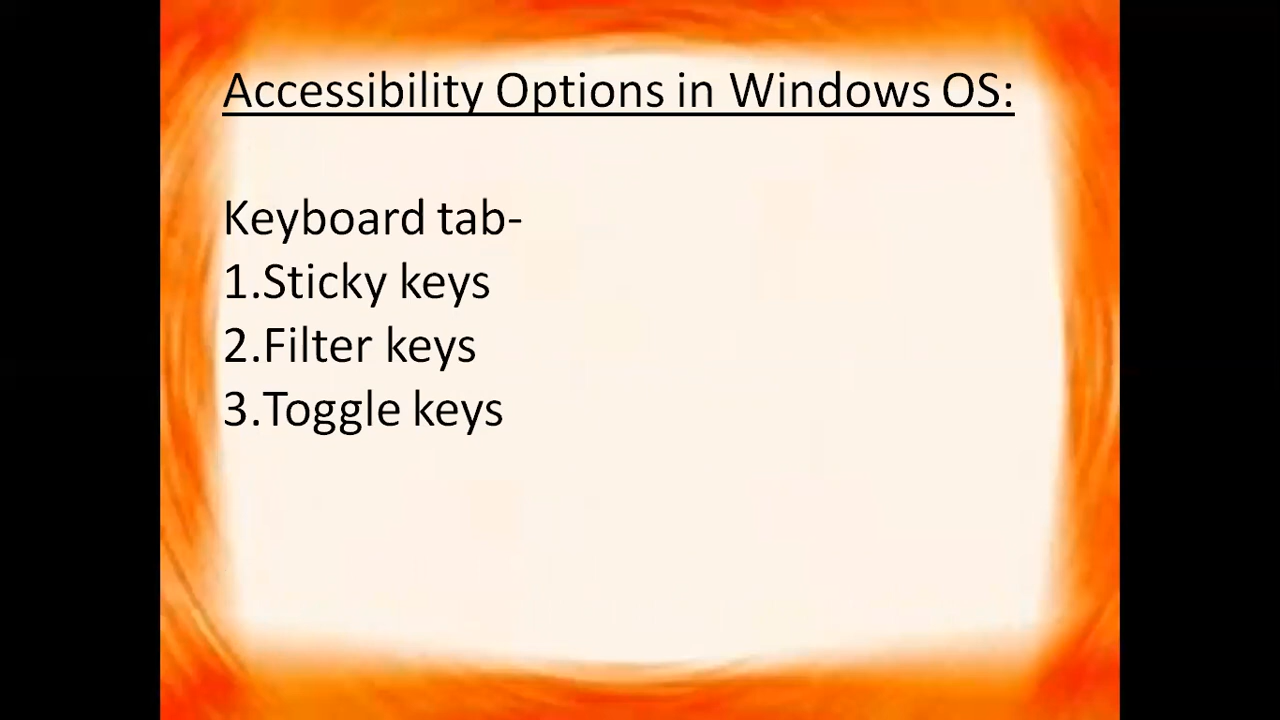 Accessibility Options in Windows OS:
Keyboard tab-
1.Sticky keys
2.Filter keys
3.Toggle keys